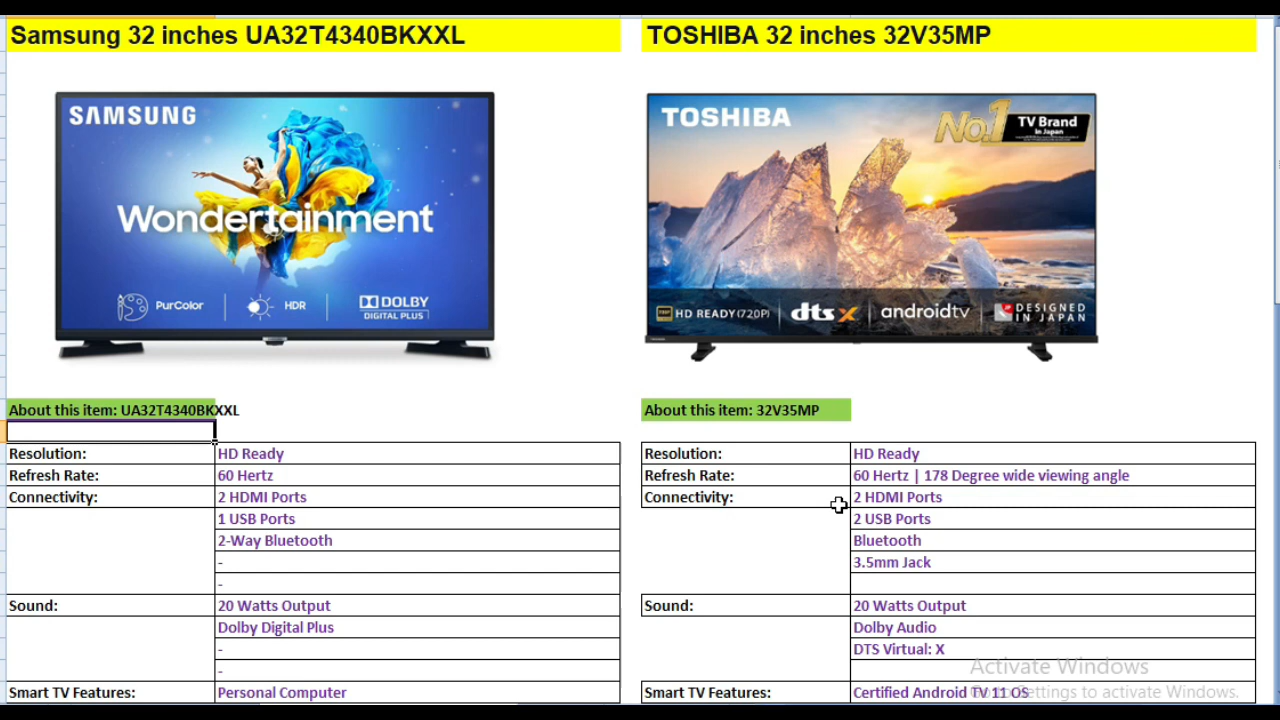 Samsung 32 inches UA32T4340BKXXL
TOSHIBA 32 inches 32V35MP
SAMSUNG
Wondertainment
PurColor
HDR
DOLBY
DIGITAL PLUS
TOSHIBA
No.1
TV Brand
In Japan
HD READY(720P)
dts X
androidtv
DESIGNED
IN JAPAN
About this item: UA32T4340BKXXL
Resolution: HD Ready
Refresh Rate: 60 Hertz
Connectivity: 2 HDMI Ports
1 USB Ports
2-Way Bluetooth
-
-
Sound: 20 Watts Output
Dolby Digital Plus
-
-
Smart TV Features: Personal Computer
About this item: 32V35MP
Resolution: HD Ready
Refresh Rate: 60 Hertz | 178 Degree wide viewing angle
Connectivity: 2 HDMI Ports
2 USB Ports
Bluetooth
3.5mm Jack
Sound: 20 Watts Output
Dolby Audio
DTS Virtual: X
Smart TV Features: Certified Android TV 11 OS
Activate Windows
Go to Settings to activate Windows.